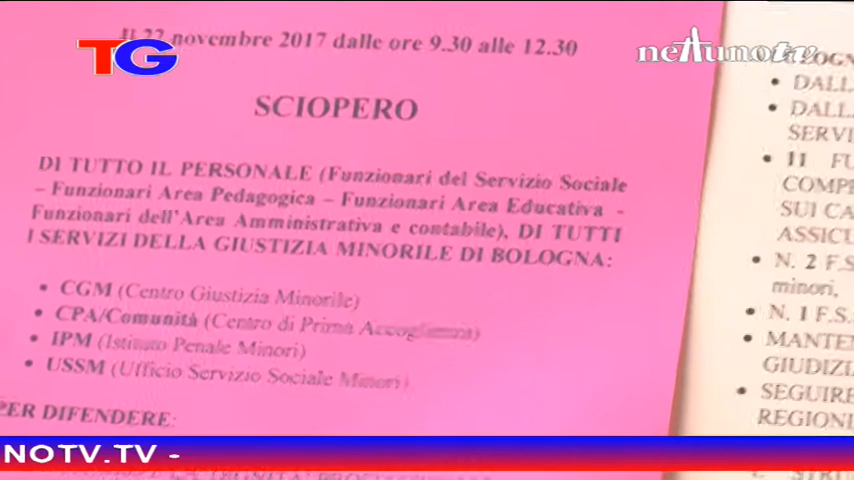 Il 22 novembre 2017 dalle ore 9.30 alle 12.30
TG
nettunotv
SCIOPERO
DI TUTTO IL PERSONALE (Funzionari del Servizio Sociale
– Funzionari Area Pedagogica – Funzionari Area Educativa -
Funzionari dell'Area Amministrativa e contabile), DI TUTTI
I SERVIZI DELLA GIUSTIZIA MINORILE DI BOLOGNA:
• CGM (Centro Giustizia Minorile)
• CPA/Comunità (Centro di Prima Accoglienza)
• IPM (Istituto Penale Minori)
• USSM (Ufficio Servizio Sociale Minori)
PER DIFENDERE:
• DALL
• DALL
SERVI
• 11 FU
COMPE
SUI CA
ASSICU
• N. 2 F.S
minori,
• N. 1 F.S.
• MANTE
GIUDIZI
• SEGUIRE
REGIONI
NOTV.TV -